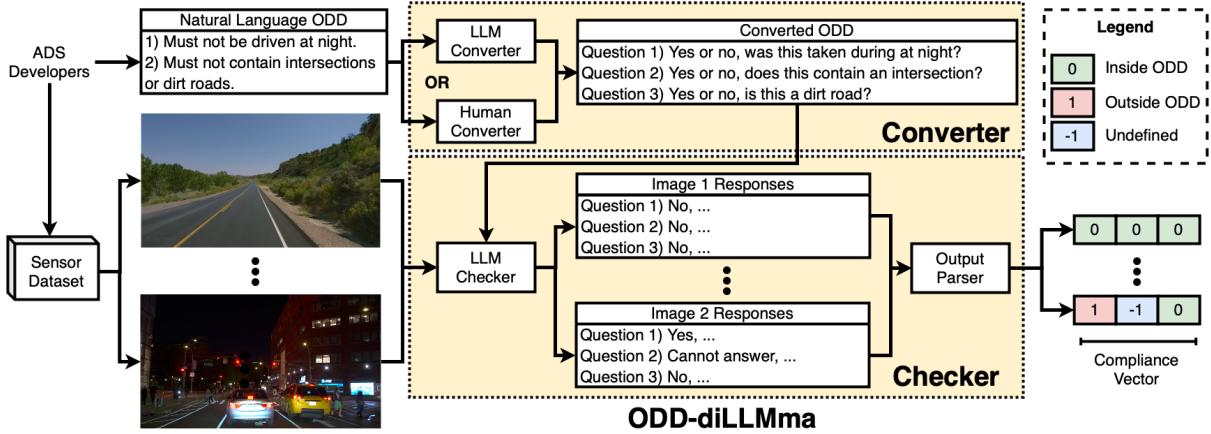 ADS
Developers
Natural Language ODD
1) Must not be driven at night.
2) Must not contain intersections
or dirt roads.
LLM
Converter
OR
Human
Converter
Converted ODD
Question 1) Yes or no, was this taken during at night?
Question 2) Yes or no, does this contain an intersection?
Question 3) Yes or no, is this a dirt road?
Converter
Legend
0 Inside ODD
1 Outside ODD
-1 Undefined
Sensor
Dataset
LLM
Checker
Image 1 Responses
Question 1) No, ...
Question 2) No, ...
Question 3) No, ...
Image 2 Responses
Question 1) Yes, ...
Question 2) Cannot answer, ...
Question 3) No, ...
Output
Parser
Checker
0 0 0
1 -1 0
Compliance
Vector
ODD-diLLMma